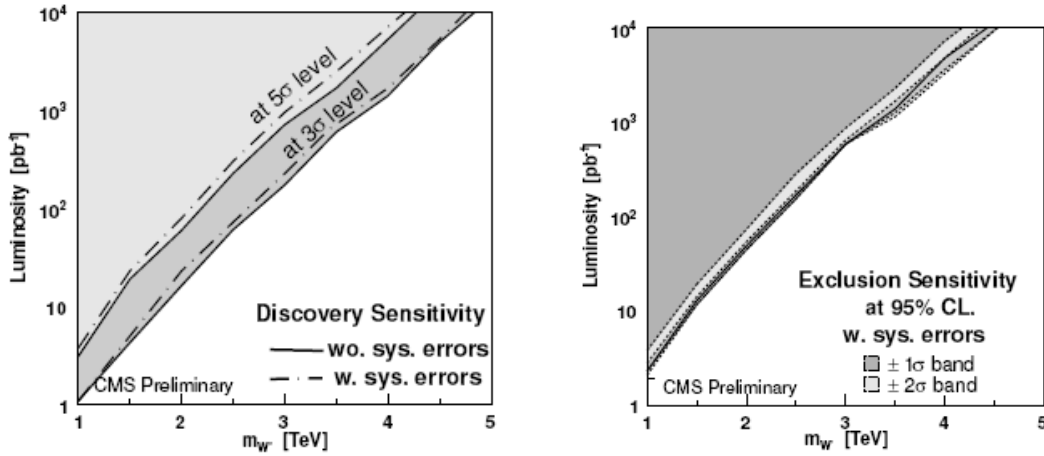 10⁴
10³
10²
10
1
Luminosity [pb⁻¹]
at 5σ level
at 3σ level
Discovery Sensitivity
wo. sys. errors
w. sys. errors
CMS Preliminary
1 2 3 4 5
m_W' [TeV]
10⁴
10³
10²
10
1
Luminosity [pb⁻¹]
Exclusion Sensitivity
at 95% CL.
w. sys. errors
± 1σ band
± 2σ band
CMS Preliminary
1 2 3 4 5
m_W' [TeV]